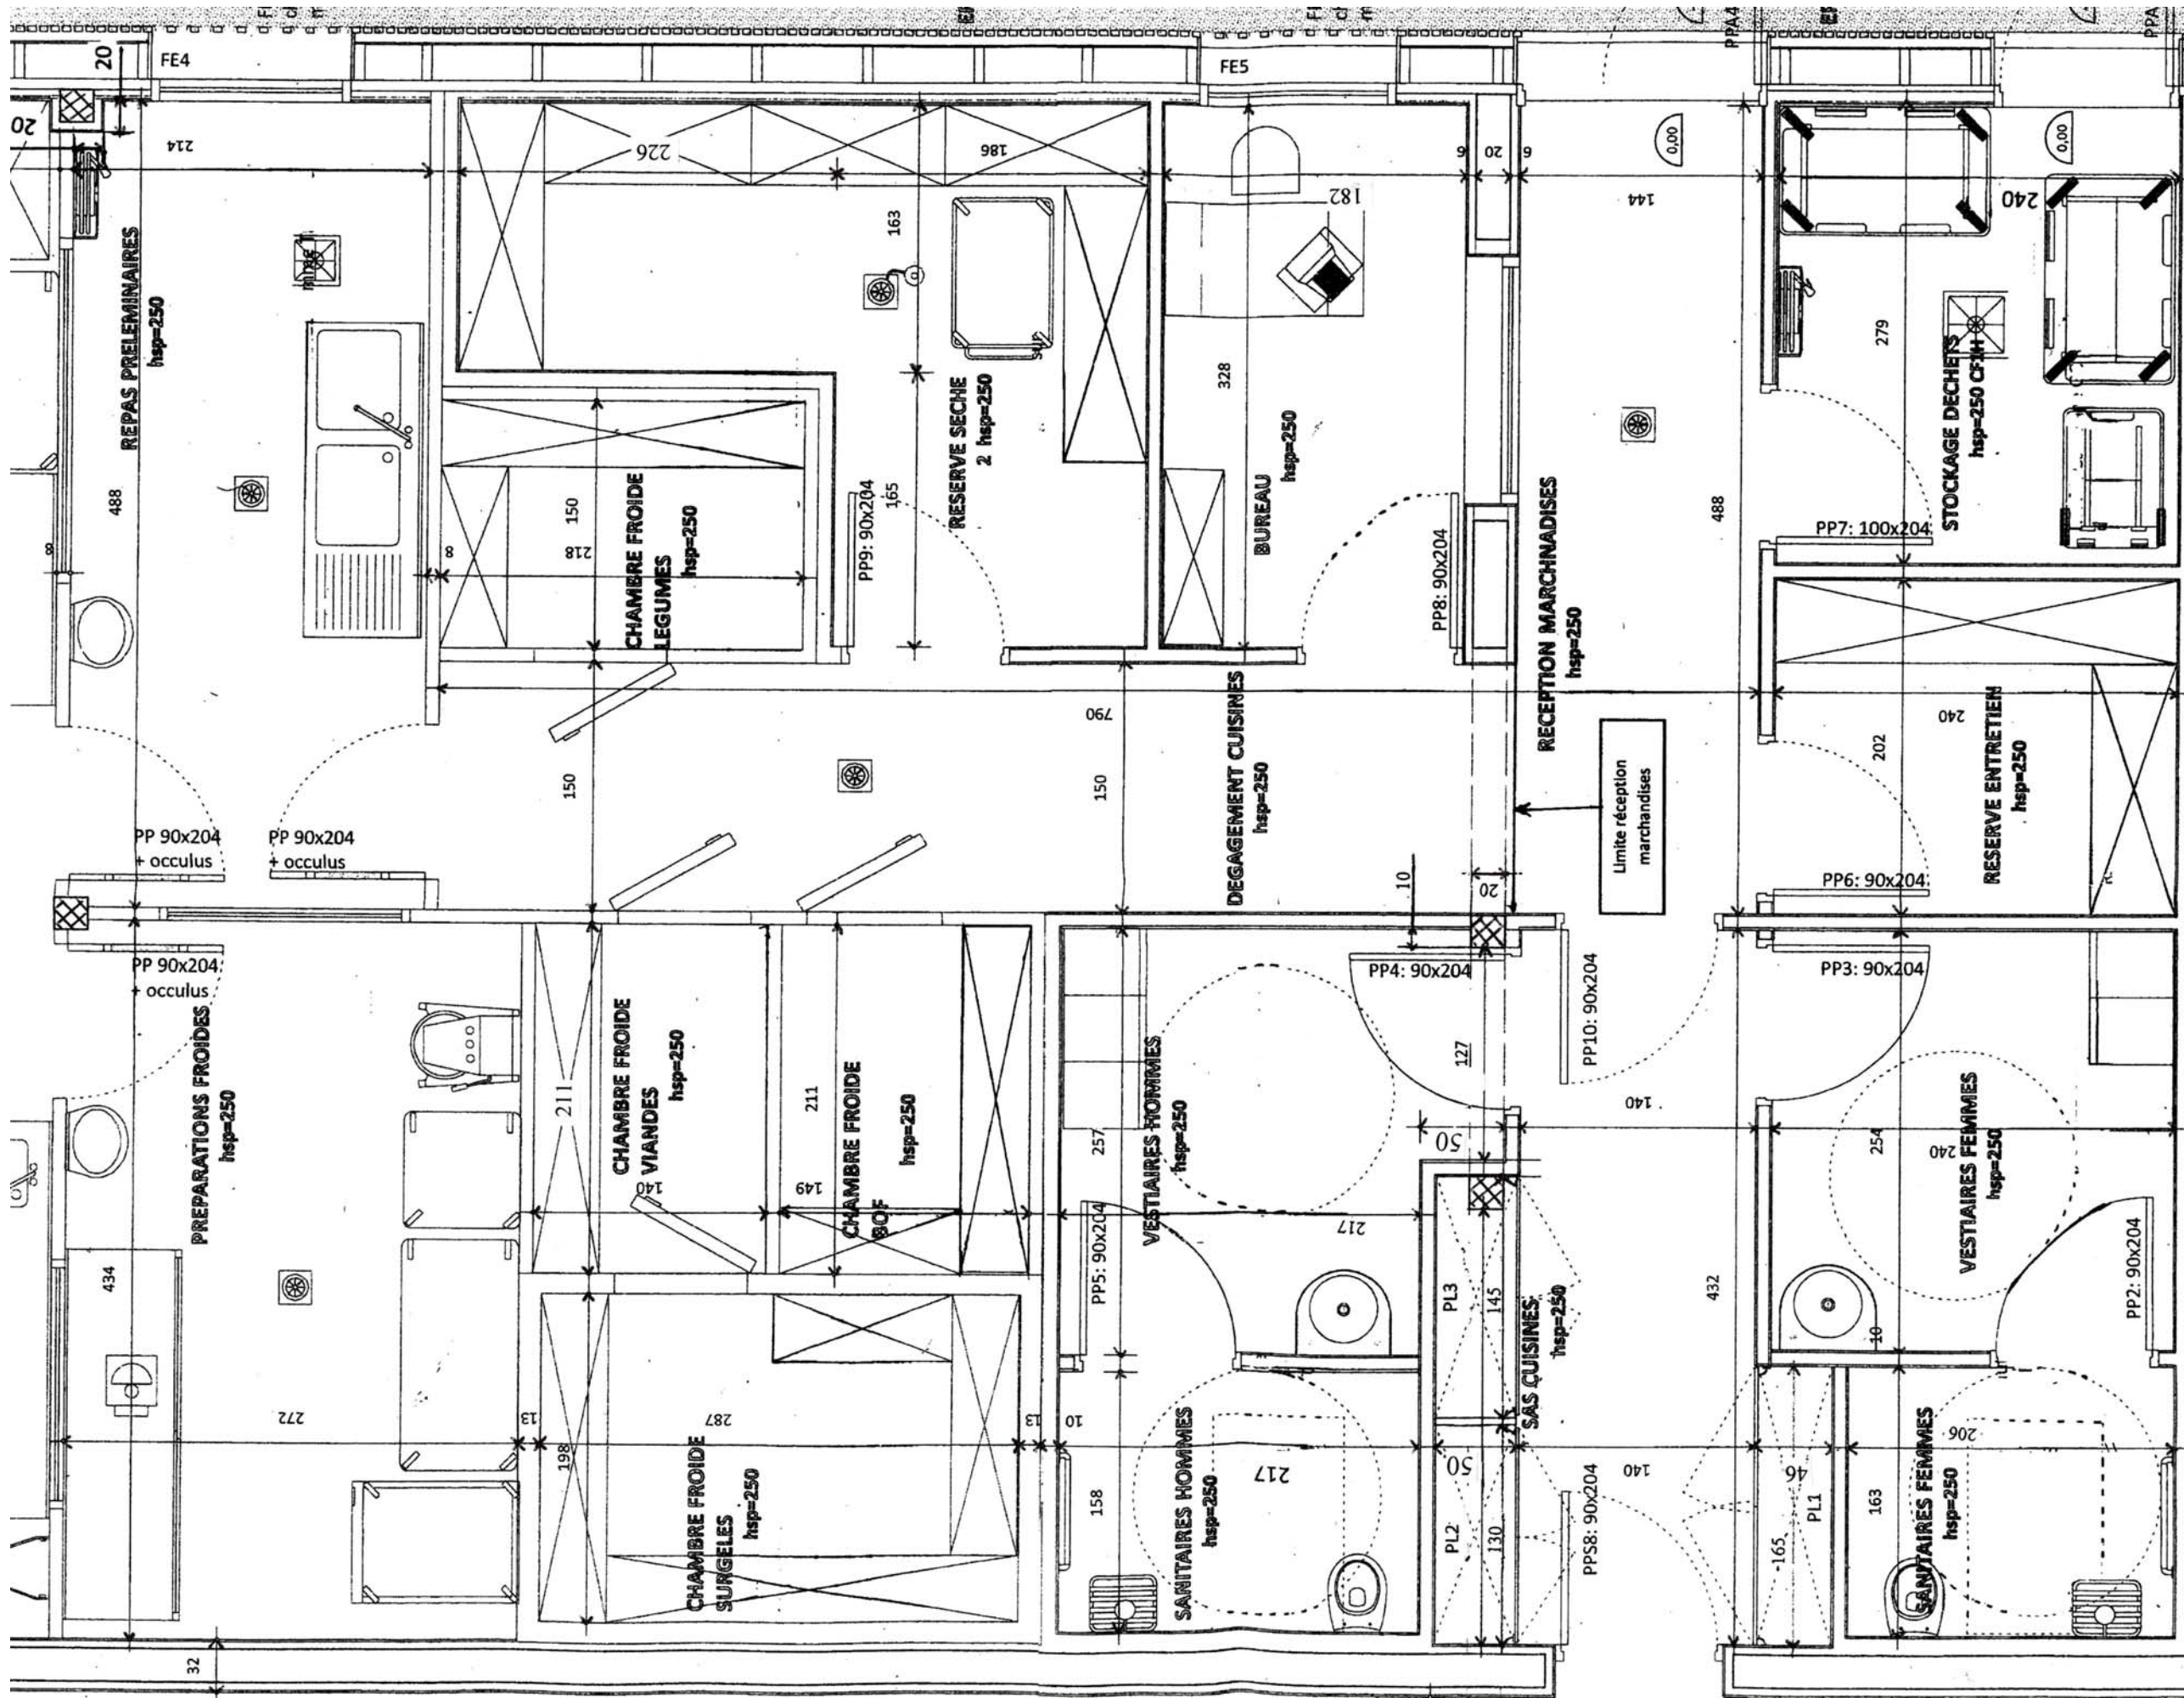 FE4
FE5
20
20
214
226
186
182
6
20
6
144
0,00
0,00
240
REPAS PRELEMINAIRES
hsp=250
163
488
8
279
328
STOCKAGE DECHETS
hsp=250 CF1H
RESERVE SECHE
2 hsp=250
BUREAU
hsp=250
CHAMBRE FROIDE
LEGUMES
hsp=250
150
218
8
PP9: 90x204
165
PP8: 90x204
PP7: 100x204
488
RECEPTION MARCHNADISES
hsp=250
790
DEGAGEMENT CUISINES
hsp=250
150
150
240
202
RESERVE ENTRETIEN
hsp=250
Limite réception
marchandises
PP 90x204
+ occulus
PP 90x204
+ occulus
10
20
PP6: 90x204
PP 90x204
+ occulus
PP4: 90x204
PP10: 90x204
PP3: 90x204
PREPARATIONS FROIDES
hsp=250
211
CHAMBRE FROIDE
VIANDES
hsp=250
140
211
149
CHAMBRE FROIDE
BOF
hsp=250
257
VESTIAIRES HOMMES
hsp=250
127
50
140
254
240
VESTIAIRES FEMMES
hsp=250
217
PP5: 90x204
PP2: 90x204
434
PL3
145
SAS CUISINES
hsp=250
432
10
272
13
287
13
10
198
CHAMBRE FROIDE
SURGELES
hsp=250
158
SANITAIRES HOMMES
hsp=250
217
50
PL2
130
PPS8: 90x204
140
46
PL1
165
163
206
SANITAIRES FEMMES
hsp=250
32